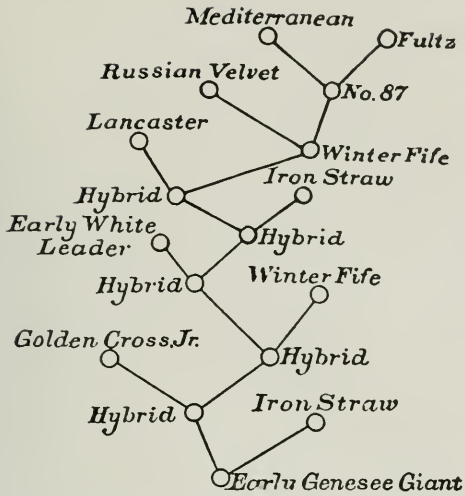 Mediterranean
Fultz
Russian Velvet
No. 87
Lancaster
Winter Fife
Iron Straw
Hybrid
Early White
Leader
Hybrid
Hybrid
Winter Fife
Golden Cross, Jr.
Hybrid
Hybrid
Iron Straw
Early Genesee Giant